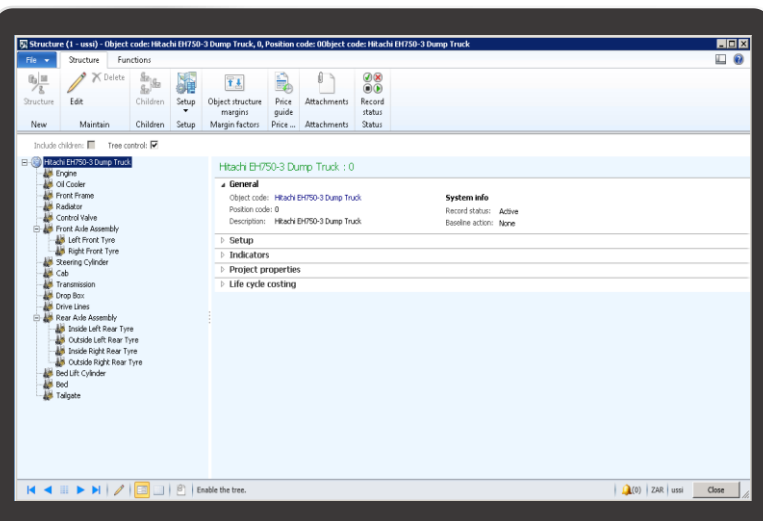 Structure (1 - ussi) - Object code: Hitachi EH750-3 Dump Truck, 0, Position code: 0Object code: Hitachi EH750-3 Dump Truck
File Structure Functions
Structure Edit Delete Children Setup Object structure margins Price guide Attachments Record status
New Maintain Children Setup Margin factors Price ... Attachments Status
Include children: Tree control:
Hitachi EH750-3 Dump Truck
Engine
Oil Cooler
Front Frame
Radiator
Control Valve
Front Axle Assembly
Left Front Tyre
Right Front Tyre
Steering Cylinder
Cab
Transmission
Drop Box
Drive Lines
Rear Axle Assembly
Inside Left Rear Tyre
Outside Left Rear Tyre
Inside Right Rear Tyre
Outside Right Rear Tyre
Bed Lift Cylinder
Bed
Tailgate
Hitachi EH750-3 Dump Truck : 0
General
Object code: Hitachi EH750-3 Dump Truck
Position code: 0
Description: Hitachi EH750-3 Dump Truck
System info
Record status: Active
Baseline action: None
Setup
Indicators
Project properties
Life cycle costing
Enable the tree. (0) ZAR ussi Close